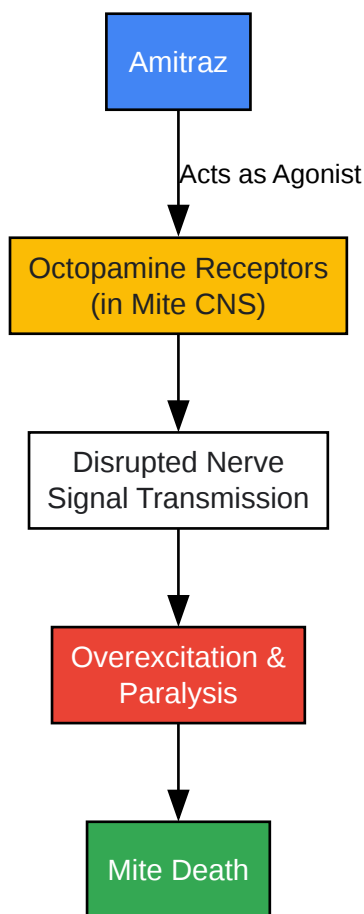 Amitraz
Acts as Agonist
Octopamine Receptors
(in Mite CNS)
Disrupted Nerve
Signal Transmission
Overexcitation &
Paralysis
Mite Death